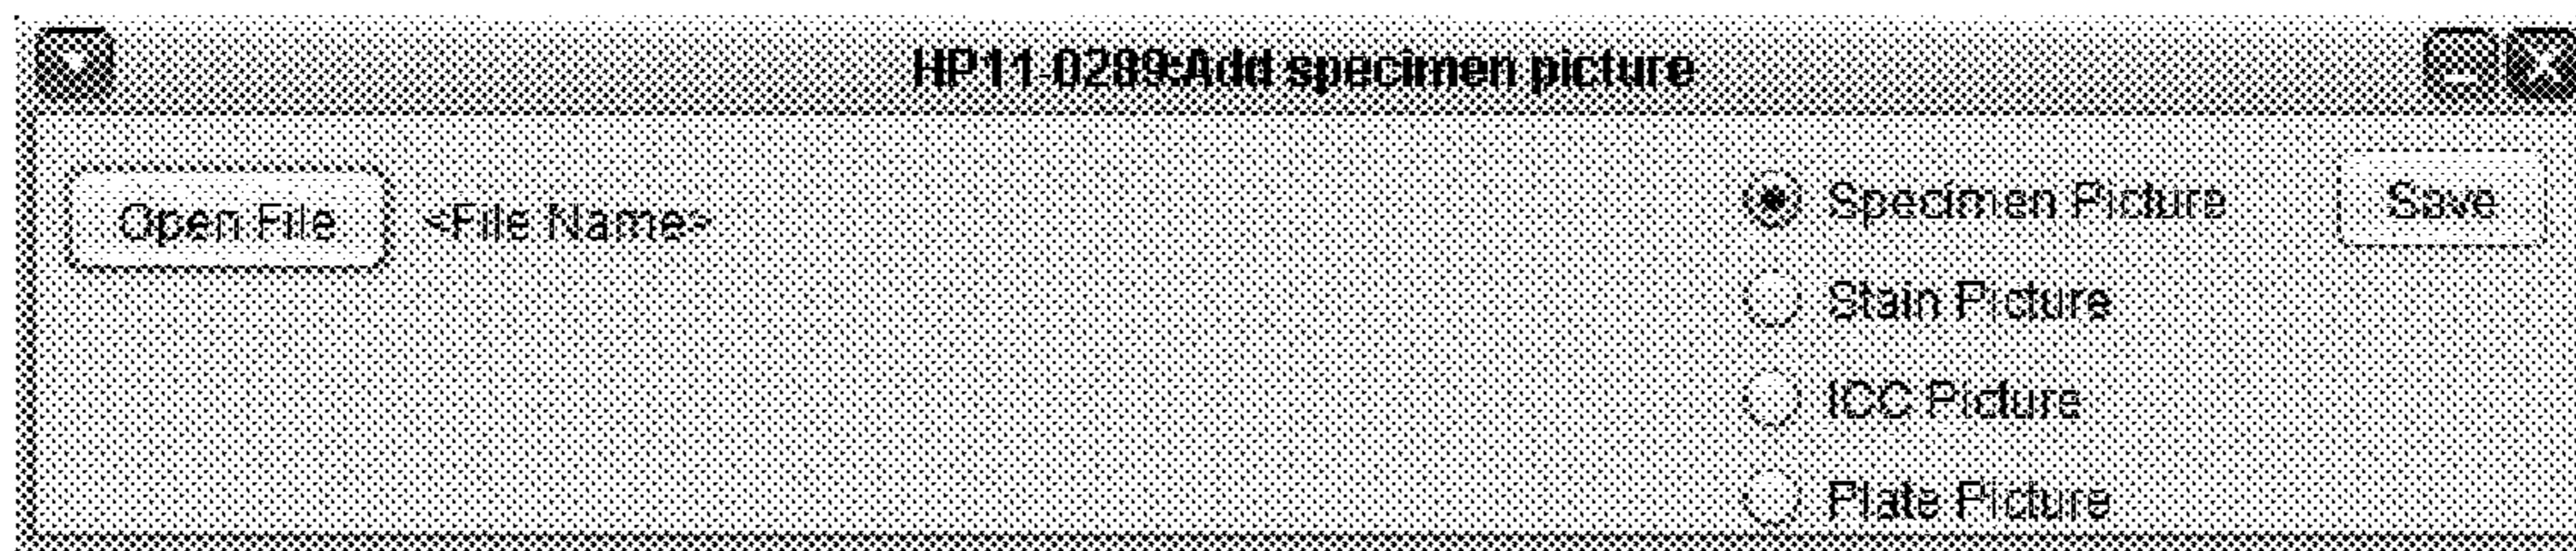 HP11-0289:Add specimen picture
Open File <File Name>
Specimen Picture
Save
Stain Picture
ICC Picture
Plate Picture